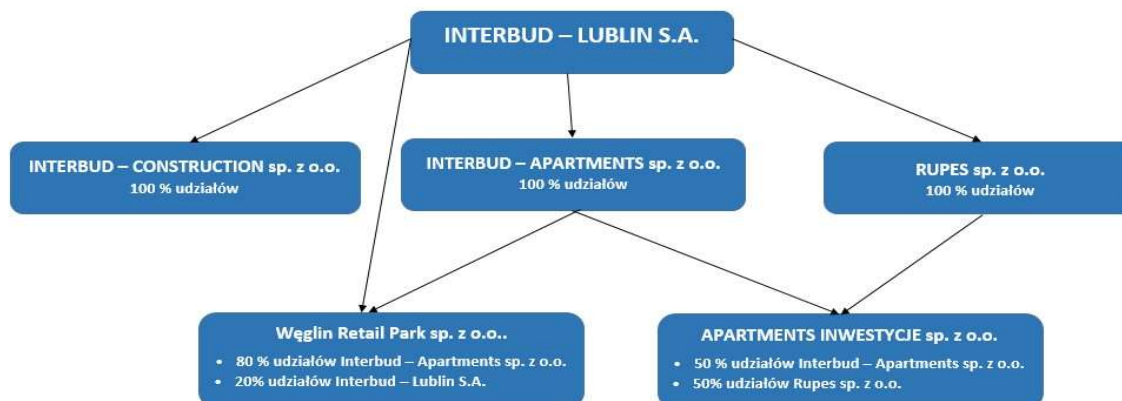 INTERBUD – LUBLIN S.A.
INTERBUD – CONSTRUCTION sp. z o.o.
100 % udziałów
INTERBUD – APARTMENTS sp. z o.o.
100 % udziałów
RUPES sp. z o.o.
100 % udziałów
Węglin Retail Park sp. z o.o..
• 80 % udziałów Interbud – Apartments sp. z o.o.
• 20% udziałów Interbud – Lublin S.A.
APARTMENTS INWESTYCJE sp. z o.o.
• 50 % udziałów Interbud – Apartments sp. z o.o.
• 50% udziałów Rupes sp. z o.o.